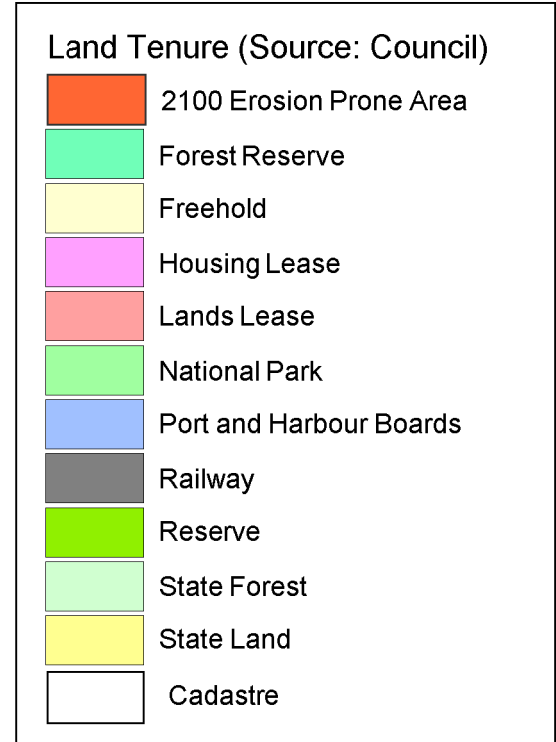 Land Tenure (Source: Council)
2100 Erosion Prone Area
Forest Reserve
Freehold
Housing Lease
Lands Lease
National Park
Port and Harbour Boards
Railway
Reserve
State Forest
State Land
Cadastre